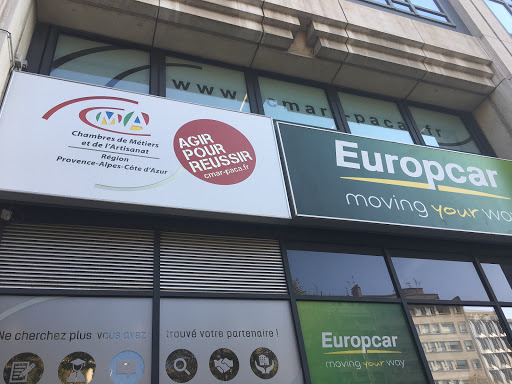 www.cmar-paca.fr
CMA
Chambres de Métiers
et de l'Artisanat
Région
Provence-Alpes-Côte d'Azur
AGIR
POUR
RÉUSSIR
cmar-paca.fr
Europcar
moving your way
Ne cherchez plus vous avez trouvé votre partenaire !
Europcar
moving your way